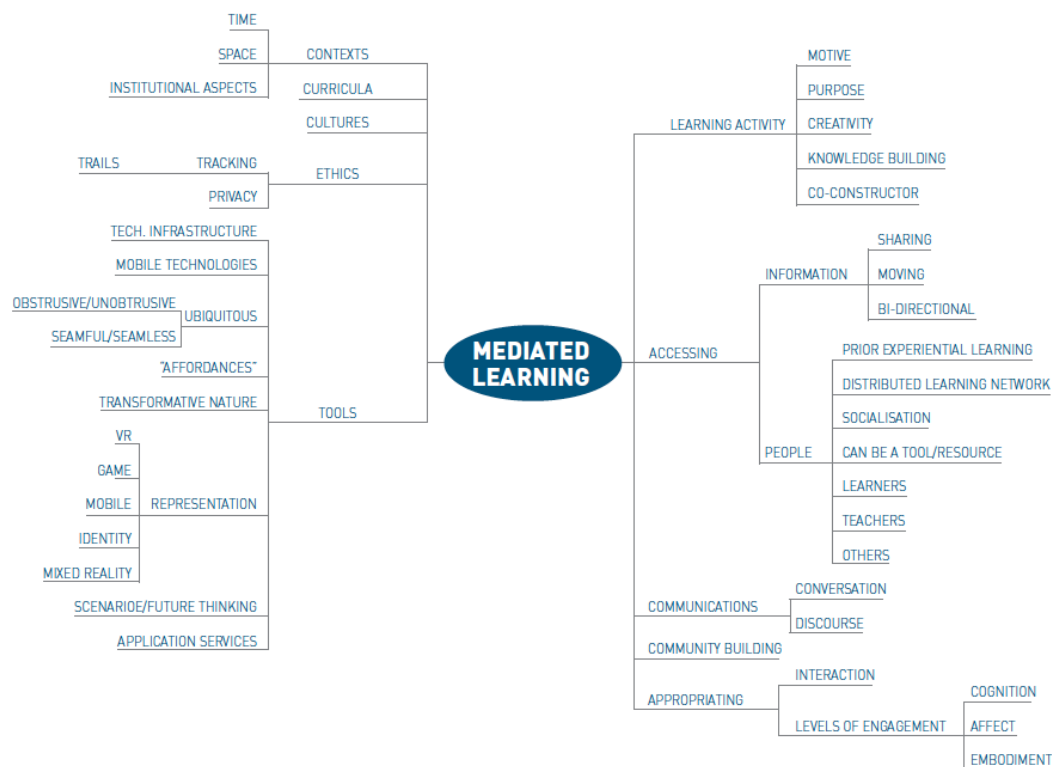 TIME
SPACE
CONTEXTS
INSTITUTIONAL ASPECTS
CURRICULA
CULTURES
TRAILS
TRACKING
ETHICS
PRIVACY
TECH. INFRASTRUCTURE
MOBILE TECHNOLOGIES
OBSTRUSIVE/UNOBTRUSIVE
UBIQUITOUS
SEAMFUL/SEAMLESS
"AFFORDANCES"
TRANSFORMATIVE NATURE
TOOLS
VR
GAME
MOBILE
REPRESENTATION
IDENTITY
MIXED REALITY
SCENARIOE/FUTURE THINKING
APPLICATION SERVICES
MEDIATED
LEARNING
MOTIVE
PURPOSE
LEARNING ACTIVITY
CREATIVITY
KNOWLEDGE BUILDING
CO-CONSTRUCTOR
SHARING
INFORMATION
MOVING
BI-DIRECTIONAL
ACCESSING
PRIOR EXPERIENTIAL LEARNING
DISTRIBUTED LEARNING NETWORK
SOCIALISATION
PEOPLE
CAN BE A TOOL/RESOURCE
LEARNERS
TEACHERS
OTHERS
CONVERSATION
COMMUNICATIONS
DISCOURSE
COMMUNITY BUILDING
INTERACTION
APPROPRIATING
LEVELS OF ENGAGEMENT
COGNITION
AFFECT
EMBODIMENT